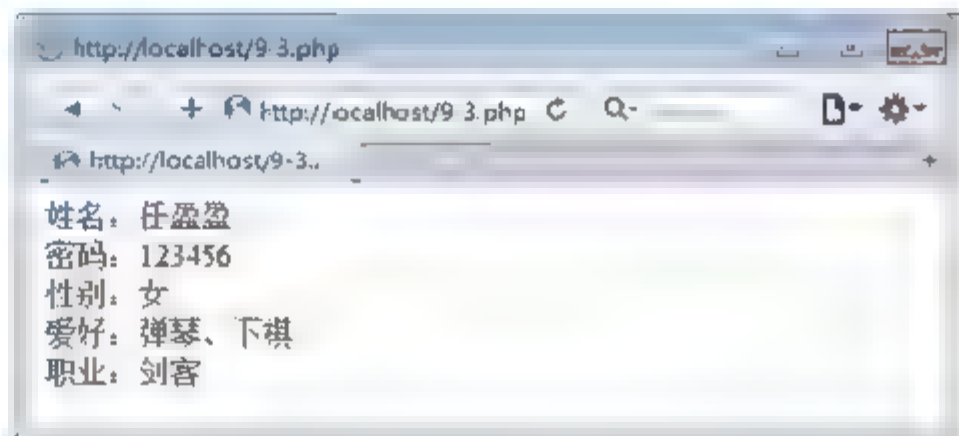 http://localhost/9-3.php
http://localhost/9-3.php
http://localhost/9-3..
姓名：任盈盈
密码：123456
性别：女
爱好：弹琴、下棋
职业：剑客